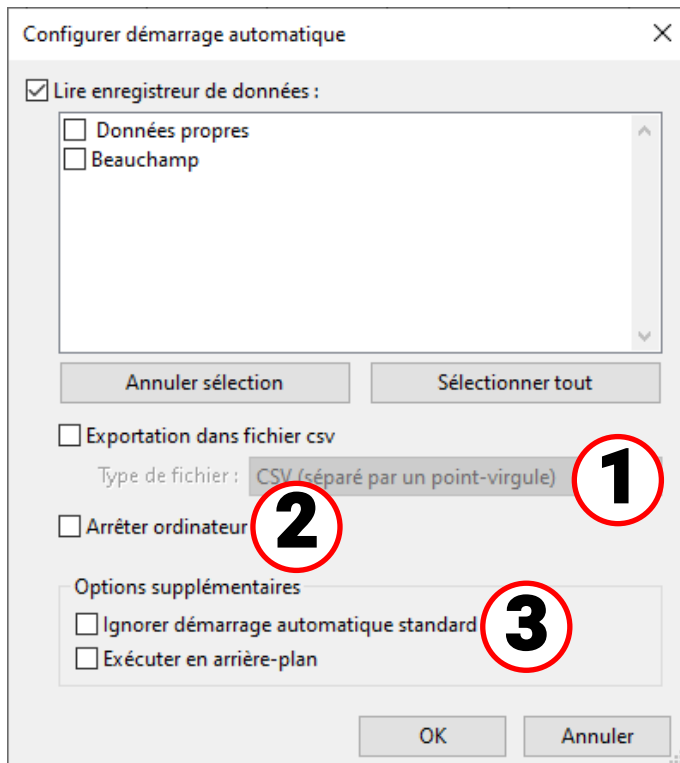 Configurer démarrage automatique
Lire enregistreur de données :
Données propres
Beauchamp
Annuler sélection
Sélectionner tout
Exportation dans fichier csv
Type de fichier : CSV (séparé par un point-virgule)
1
Arrêter ordinateur
2
Options supplémentaires
Ignorer démarrage automatique standard
3
Exécuter en arrière-plan
OK
Annuler